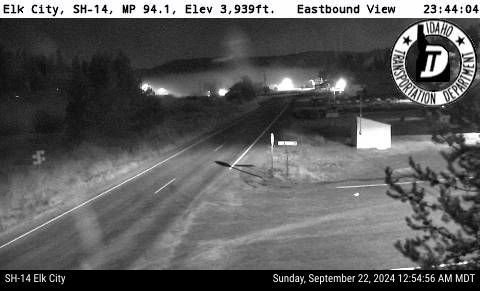 Elk City, SH-14, MP 94.1, Elev 3,939ft. Eastbound View 23:44:04
IDAHO
TRANSPORTATION DEPARTMENT
SH-14 Elk City Sunday, September 22, 2024 12:54:56 AM MDT